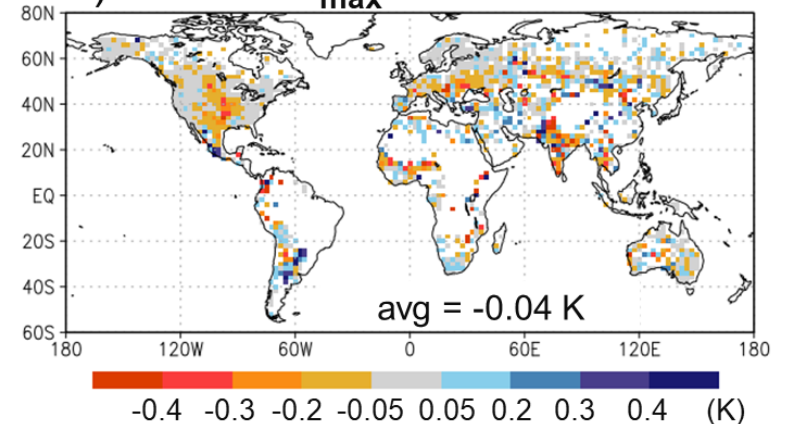 ) max
80N
60N
40N
20N
EQ
20S
40S
60S
avg = -0.04 K
180 120W 60W 0 60E 120E 180
-0.4 -0.3 -0.2 -0.05 0.05 0.2 0.3 0.4 (K)